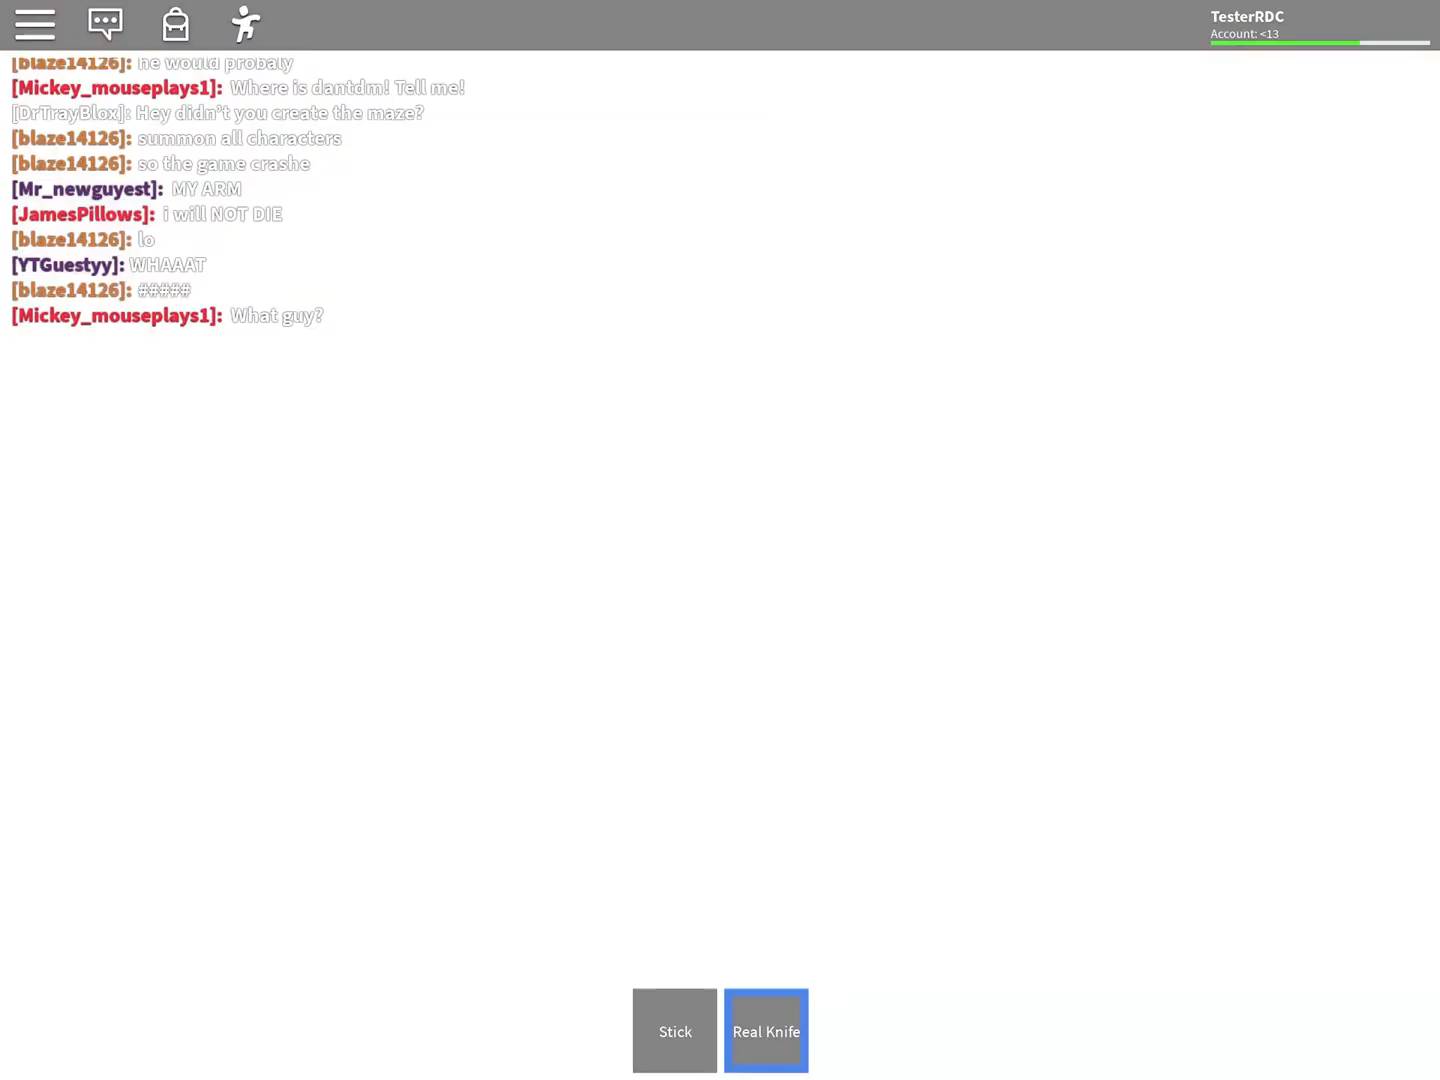 TesterRDC
Account: <13
[blaze14126]: he would probaly
[Mickey_mouseplays1]: Where is dantdm! Tell me!
[DrTrayBlox]: Hey didn't you create the maze?
[blaze14126]: summon all characters
[blaze14126]: so the game crashe
[Mr_newguyest]: MY ARM
[JamesPillows]: i will NOT DIE
[blaze14126]: lo
[YTGuestyy]: WHAAAT
[blaze14126]: #####
[Mickey_mouseplays1]: What guy?
Stick
Real Knife